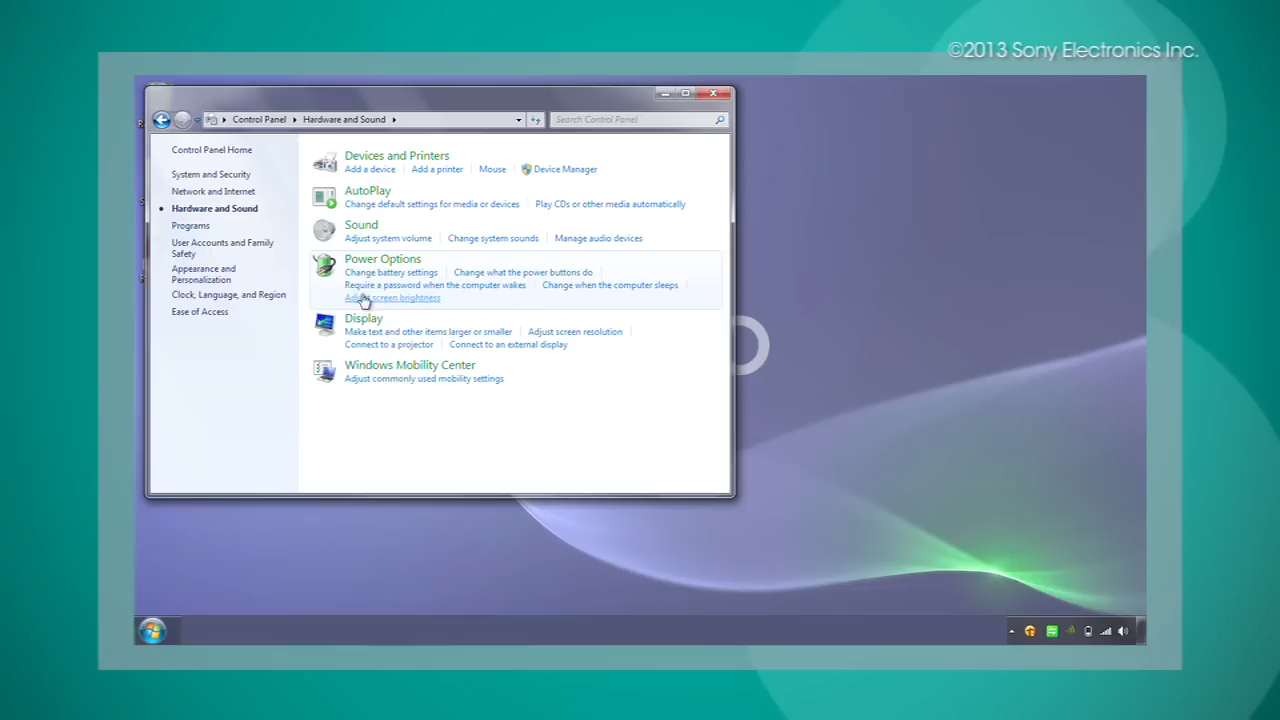 ©2013 Sony Electronics Inc.
Control Panel
Hardware and Sound
Search Control Panel
Control Panel Home
System and Security
Network and Internet
Hardware and Sound
Programs
User Accounts and Family
Safety
Appearance and
Personalization
Clock, Language, and Region
Ease of Access
Devices and Printers
Add a device
Add a printer
Mouse
Device Manager
AutoPlay
Change default settings for media or devices
Play CDs or other media automatically
Sound
Adjust system volume
Change system sounds
Manage audio devices
Power Options
Change battery settings
Change what the power buttons do
Require a password when the computer wakes
Change when the computer sleeps
Adjust screen brightness
Display
Make text and other items larger or smaller
Adjust screen resolution
Connect to a projector
Connect to an external display
Windows Mobility Center
Adjust commonly used mobility settings